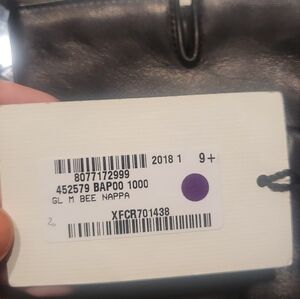 2018 1 9+
8077172999
452579 BAP00 1000
GL M BEE NAPPA
2
XFCR701438